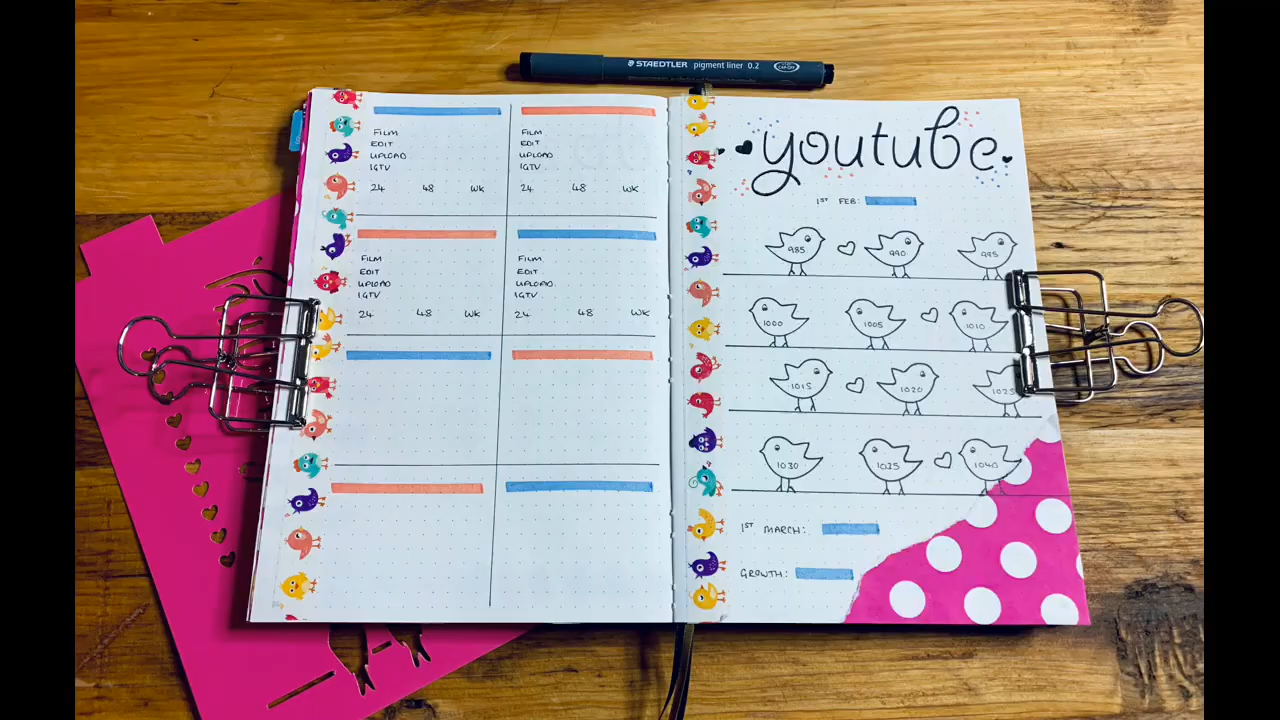 STAEDTLER pigment liner 0.2
FILM
EDIT
UPLOAD
IGTV
24 48 WK
FILM
EDIT
UPLOAD
IGTV
24 48 WK
FILM
EDIT
UPLOAD
IGTV
24 48 WK
FILM
EDIT
UPLOAD.
IGTV
24 48 WK
youtube
1ST FEB:
985 990 995
1000 1005 1010
1015 1020 1025
1030 1035 1040
1ST MARCH:
GROWTH: